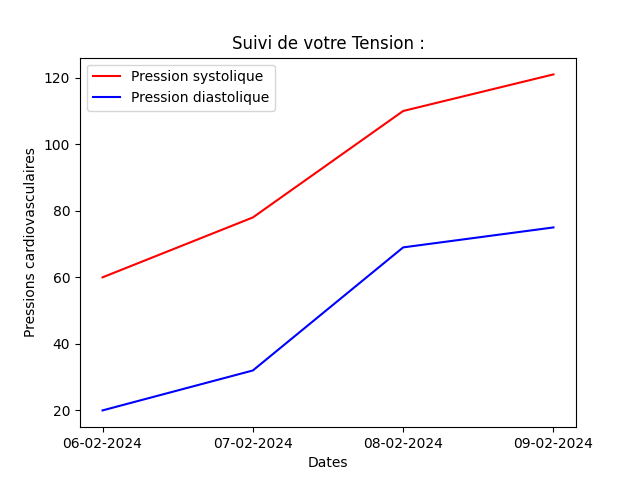 Suivi de votre Tension :
Pression systolique
Pression diastolique
Pressions cardiovasculaires
120
100
80
60
40
20
06-02-2024
07-02-2024
08-02-2024
09-02-2024
Dates